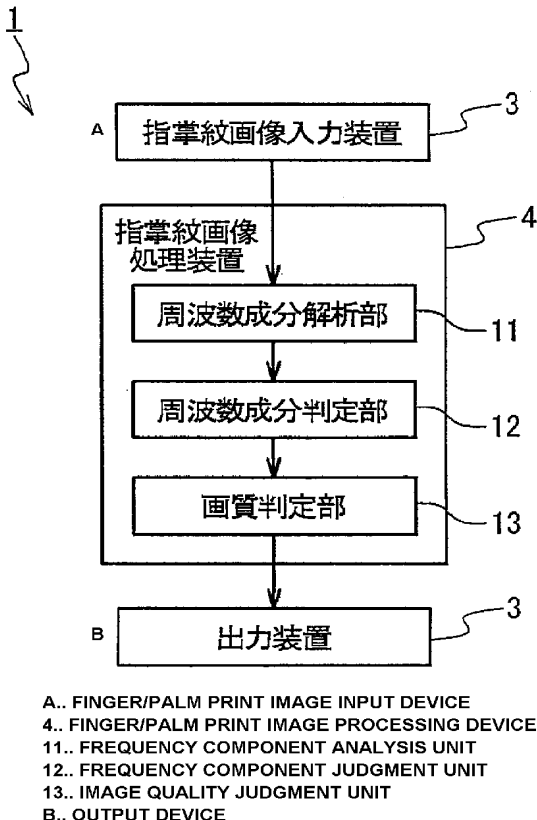 1
A 指掌紋画像入力装置 3
指掌紋画像
処理装置
4
周波数成分解析部 11
周波数成分判定部 12
画質判定部 13
B 出力装置 3
A.. FINGER/PALM PRINT IMAGE INPUT DEVICE
4.. FINGER/PALM PRINT IMAGE PROCESSING DEVICE
11.. FREQUENCY COMPONENT ANALYSIS UNIT
12.. FREQUENCY COMPONENT JUDGMENT UNIT
13.. IMAGE QUALITY JUDGMENT UNIT
B.. OUTPUT DEVICE